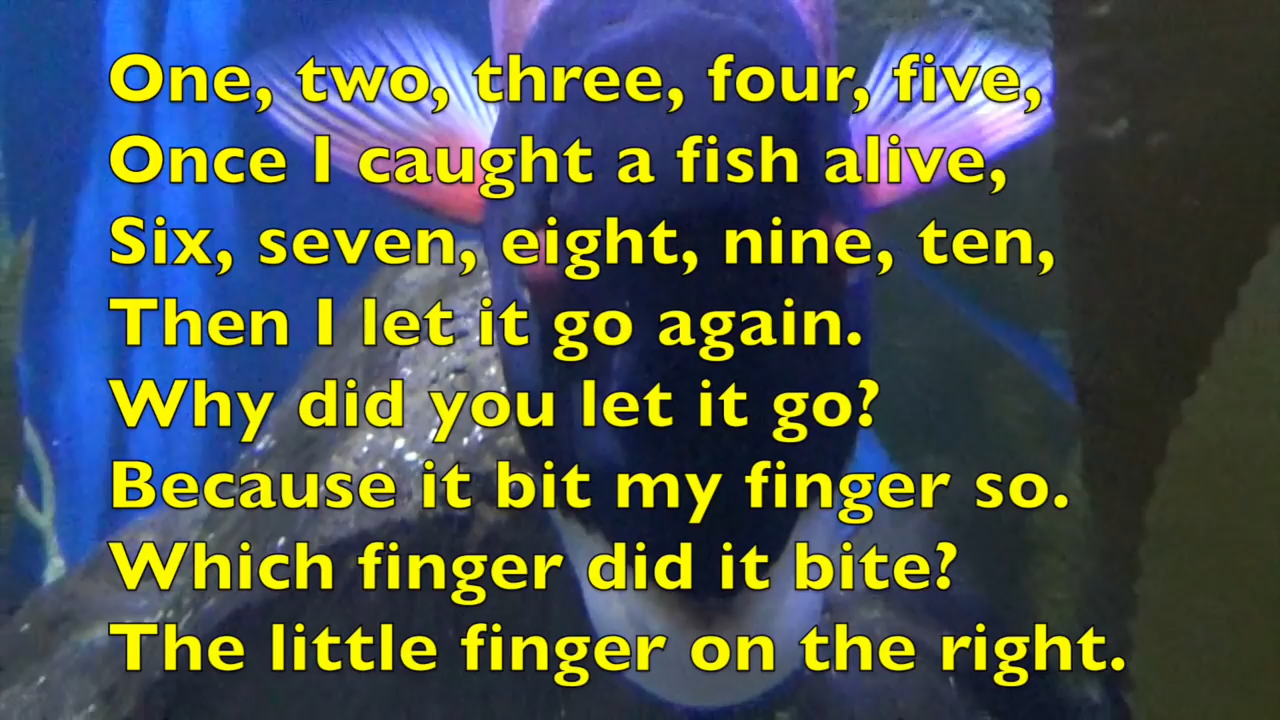 One, two, three, four, five,
Once I caught a fish alive,
Six, seven, eight, nine, ten,
Then I let it go again.
Why did you let it go?
Because it bit my finger so.
Which finger did it bite?
The little finger on the right.